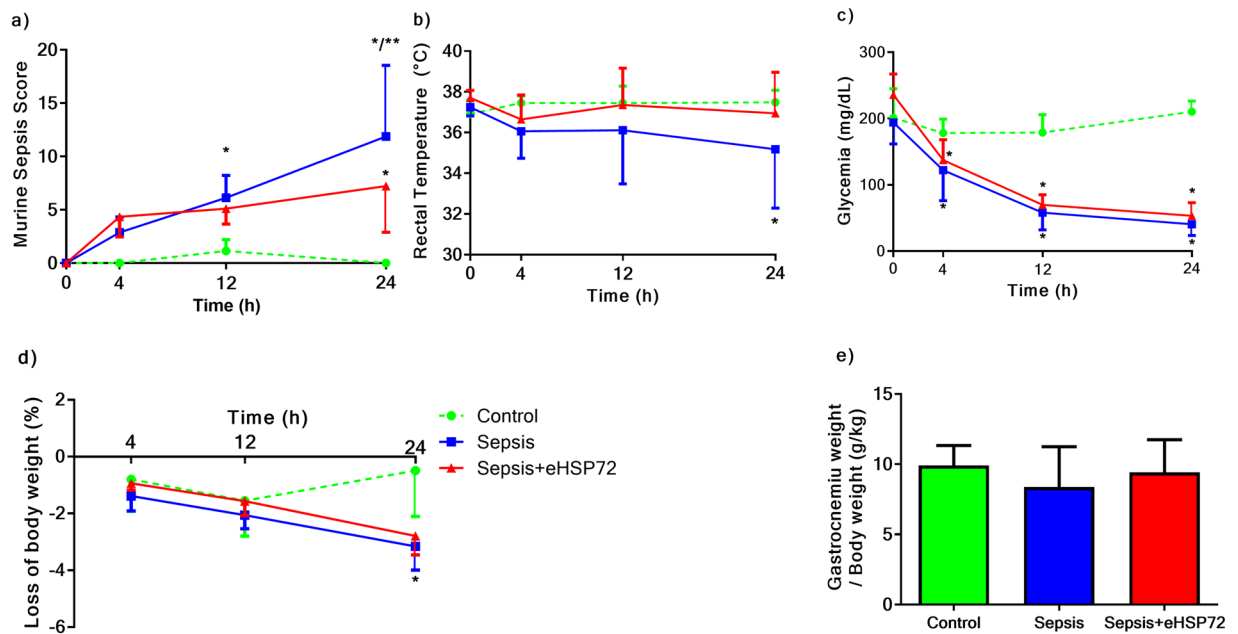 a)
Murine Sepsis Score
20
15
10
5
0
*/**
*
*
0 4 12 24
Time (h)
b)
Rectal Temperature (°C)
40
38
36
34
32
30
*
0 4 12 24
Time (h)
c)
Glycemia (mg/dL)
300
200
100
0
*
*
*
*
*
*
0 4 12 24
Time (h)
d)
Loss of body weight (%)
2
0
-2
-4
-6
Time (h)
4 12 24
*
Control
Sepsis
Sepsis+eHSP72
e)
Gastrocnemiu weight
/ Body weight (g/kg)
15
10
5
0
Control Sepsis Sepsis+eHSP72